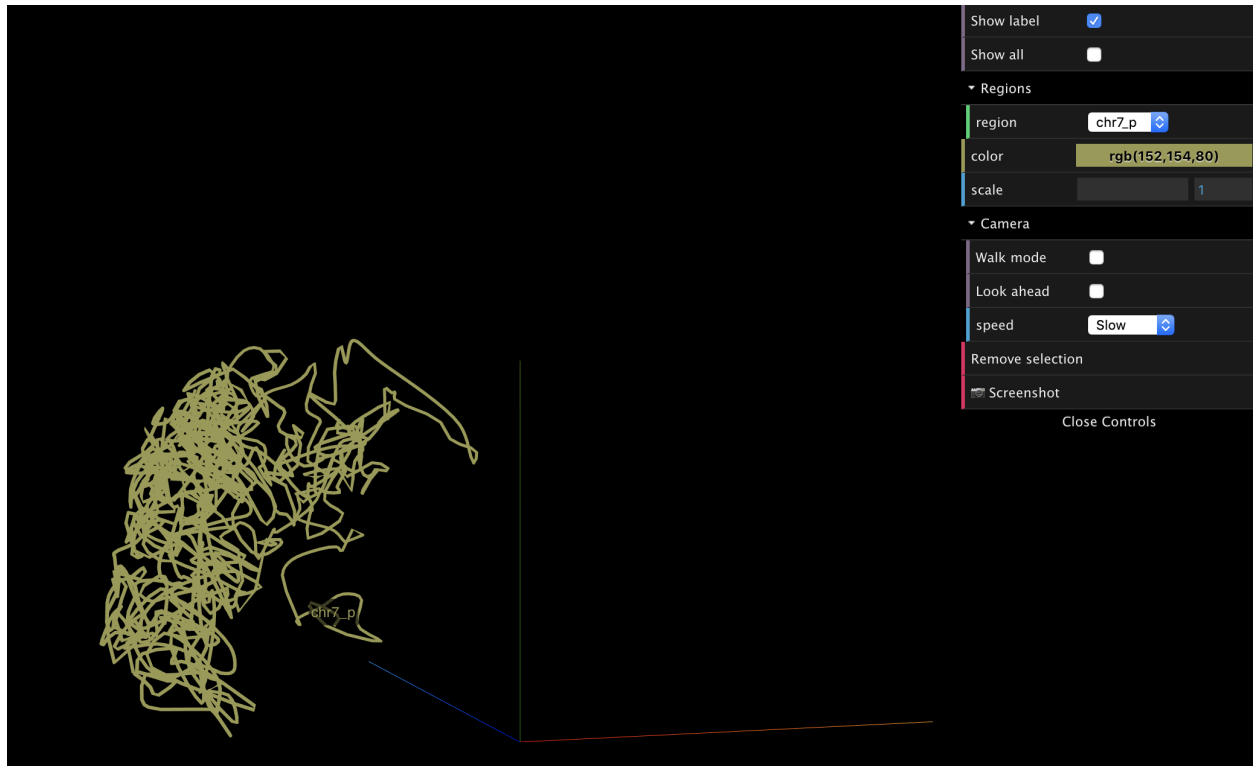 Show label
Show all
Regions
region chr7_p
color rgb(152,154,80)
scale 1
Camera
Walk mode
Look ahead
speed Slow
Remove selection
Screenshot
Close Controls
chr7_p